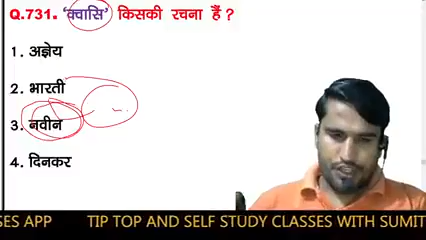 Q.731. 'क्वासि' किसकी रचना हैं ?
1. अज्ञेय
2. भारती
3. नवीन
4. दिनकर
SES APP TIP TOP AND SELF STUDY CLASSES WITH SUMIT